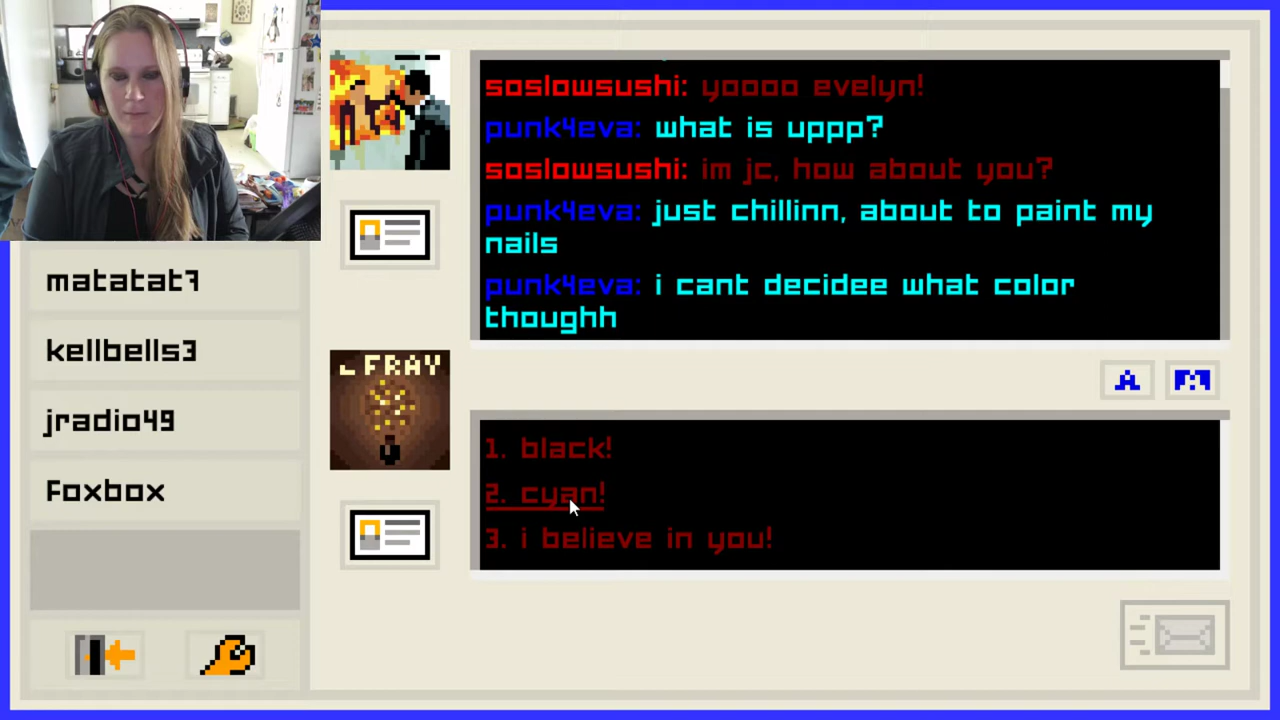 soslowsushi: yoooo evelyn!
punk4eva: what is uppp?
soslowsushi: im jc, how about you?
punk4eva: just chillinn, about to paint my
nails
punk4eva: i cant decidee what color
thoughh
matatat7
kellbells3
jradio49
Foxbox
FRAY
A
1. black!
2. cyan!
3. i believe in you!